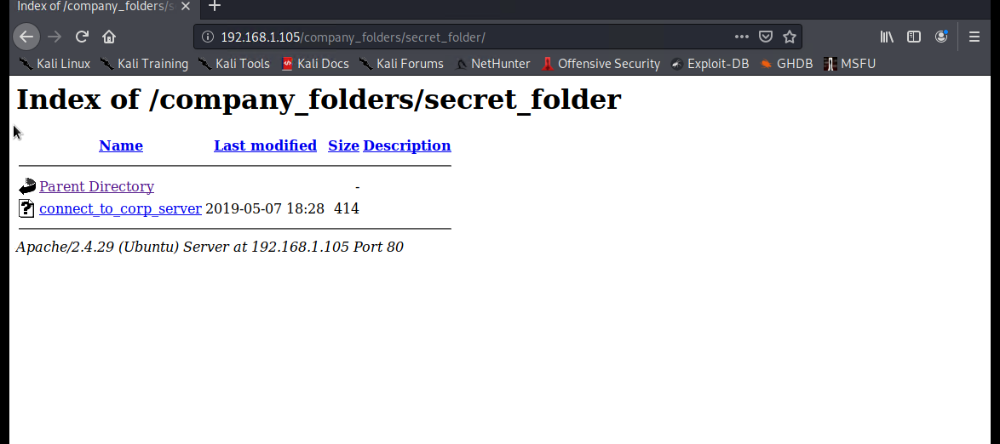 Index of /company_folders/s
192.168.1.105/company_folders/secret_folder/
Kali Linux Kali Training Kali Tools Kali Docs Kali Forums NetHunter Offensive Security Exploit-DB GHDB MSFU
Index of /company_folders/secret_folder
Name Last modified Size Description
Parent Directory -
connect_to_corp_server 2019-05-07 18:28 414
Apache/2.4.29 (Ubuntu) Server at 192.168.1.105 Port 80